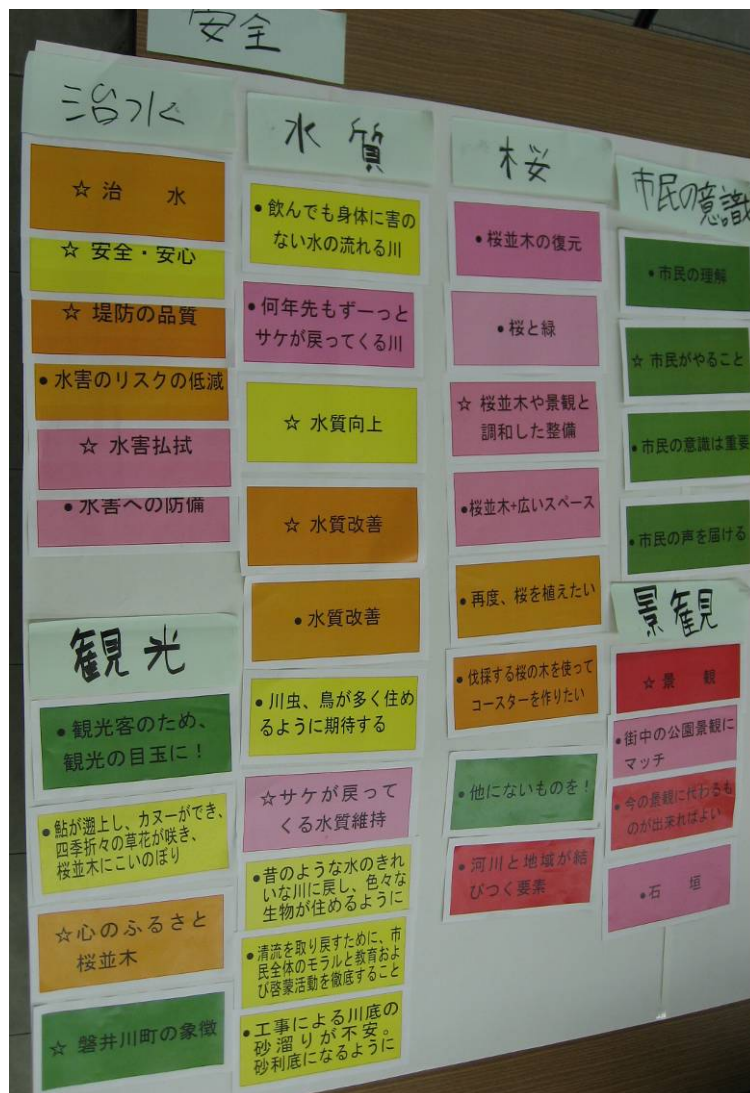 安全
治水
☆ 治　水
☆ 安全・安心
☆ 堤防の品質
●水害のリスクの低減
☆ 水害払拭
●水害への防備
観光
●観光客のため、
観光の目玉に！
●鮎が遡上し、カヌーができ、
四季折々の草花が咲き、
桜並木にこいのぼり
☆心のふるさと
桜並木
☆ 磐井川町の象徴
水質
●飲んでも身体に害の
ない水の流れる川
●何年先もずーっと
サケが戻ってくる川
☆ 水質向上
☆ 水質改善
●水質改善
●川虫、鳥が多く住め
るように期待する
☆サケが戻って
くる水質維持
●昔のような水のきれ
いな川に戻し、色々な
生物が住めるように
●清流を取り戻すために、市
民全体のモラルと教育およ
び啓蒙活動を徹底すること
●工事による川底の
砂溜りが不安。
砂利底になるように
桜
●桜並木の復元
●桜と緑
☆ 桜並木や景観と
調和した整備
●桜並木+広いスペース
●再度、桜を植えたい
●伐採する桜の木を使って
コースターを作りたい
●他にないものを！
●河川と地域が結
びつく要素
市民の意識
●市民の理解
☆ 市民がやること
●市民の意識は重要
●市民の声を届ける
景観
☆ 景　観
●街中の公園景観に
マッチ
●今の景観に代わるも
のが出来ればよい
●石　垣